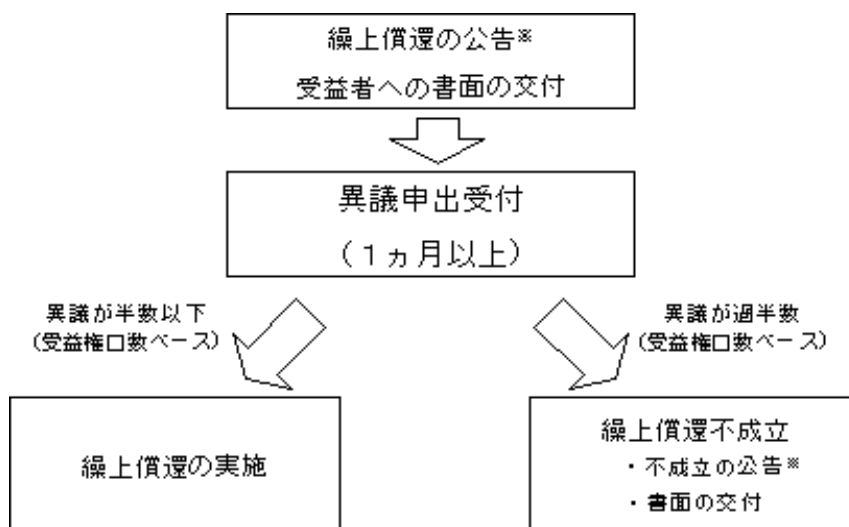 繰上償還の公告※
受益者への書面の交付
異議申出受付
(1ヵ月以上)
異議が半数以下
(受益権口数ベース)
異議が過半数
(受益権口数ベース)
繰上償還の実施
繰上償還不成立
・不成立の公告※
・書面の交付